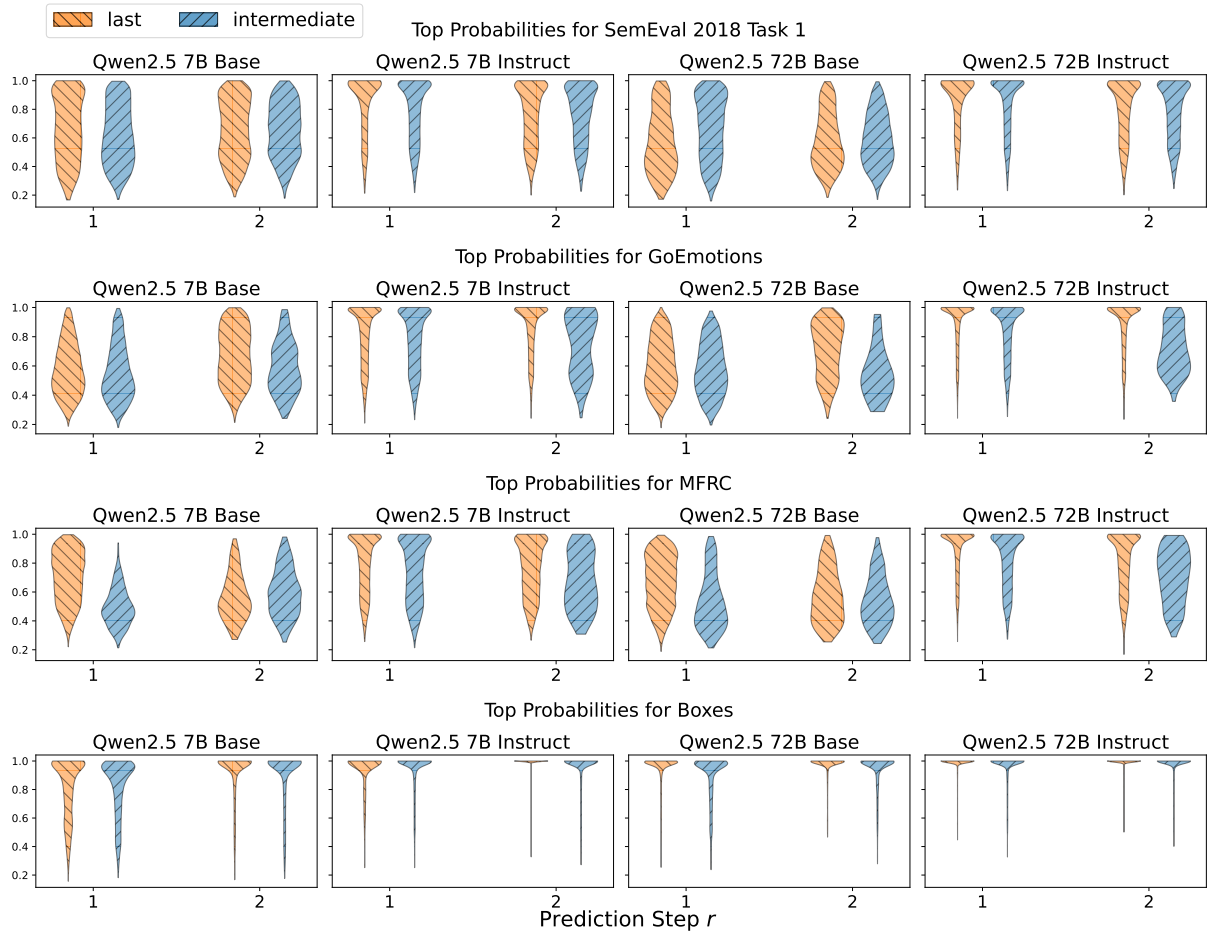 last intermediate
Top Probabilities for SemEval 2018 Task 1
Qwen2.5 7B Base Qwen2.5 7B Instruct Qwen2.5 72B Base Qwen2.5 72B Instruct
1.0
0.8
0.6
0.4
0.2
1 2 1 2 1 2 1 2
Top Probabilities for GoEmotions
Qwen2.5 7B Base Qwen2.5 7B Instruct Qwen2.5 72B Base Qwen2.5 72B Instruct
1.0
0.8
0.6
0.4
0.2
1 2 1 2 1 2 1 2
Top Probabilities for MFRC
Qwen2.5 7B Base Qwen2.5 7B Instruct Qwen2.5 72B Base Qwen2.5 72B Instruct
1.0
0.8
0.6
0.4
0.2
1 2 1 2 1 2 1 2
Top Probabilities for Boxes
Qwen2.5 7B Base Qwen2.5 7B Instruct Qwen2.5 72B Base Qwen2.5 72B Instruct
1.0
0.8
0.6
0.4
0.2
1 2 1 2 1 2 1 2
Prediction Step r